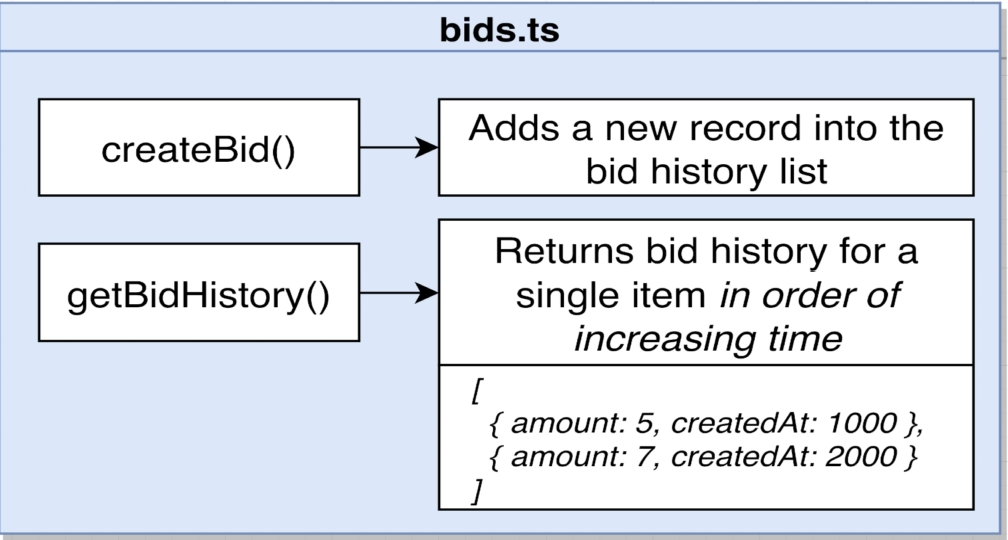 bids.ts
createBid()
Adds a new record into the
bid history list
getBidHistory()
Returns bid history for a
single item in order of
increasing time
[
{ amount: 5, createdAt: 1000 },
{ amount: 7, createdAt: 2000 }
]